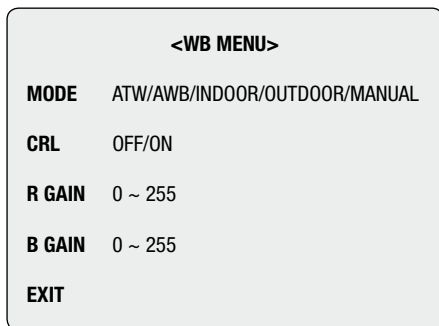 <WB MENU>
MODE ATW/AWB/INDOOR/OUTDOOR/MANUAL
CRL OFF/ON
R GAIN 0 ~ 255
B GAIN 0 ~ 255
EXIT